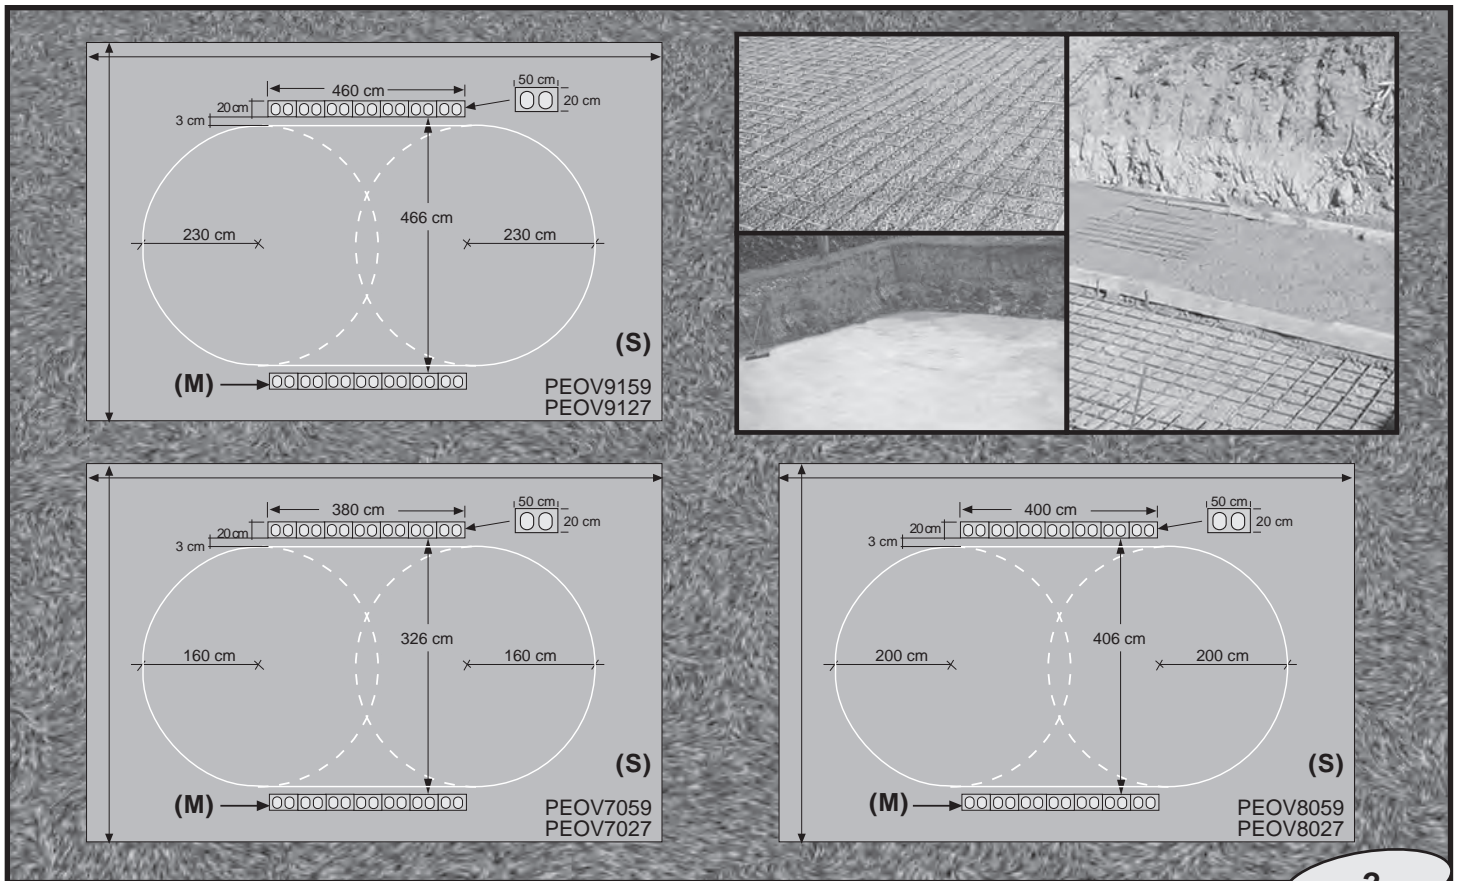 460 cm
50 cm
20 cm
20 cm
3 cm
466 cm
230 cm
230 cm
(S)
(M)
PEOV9159
PEOV9127
380 cm
50 cm
20 cm
20 cm
3 cm
326 cm
160 cm
160 cm
(S)
(M)
PEOV7059
PEOV7027
400 cm
50 cm
20 cm
20 cm
3 cm
406 cm
200 cm
200 cm
(S)
(M)
PEOV8059
PEOV8027